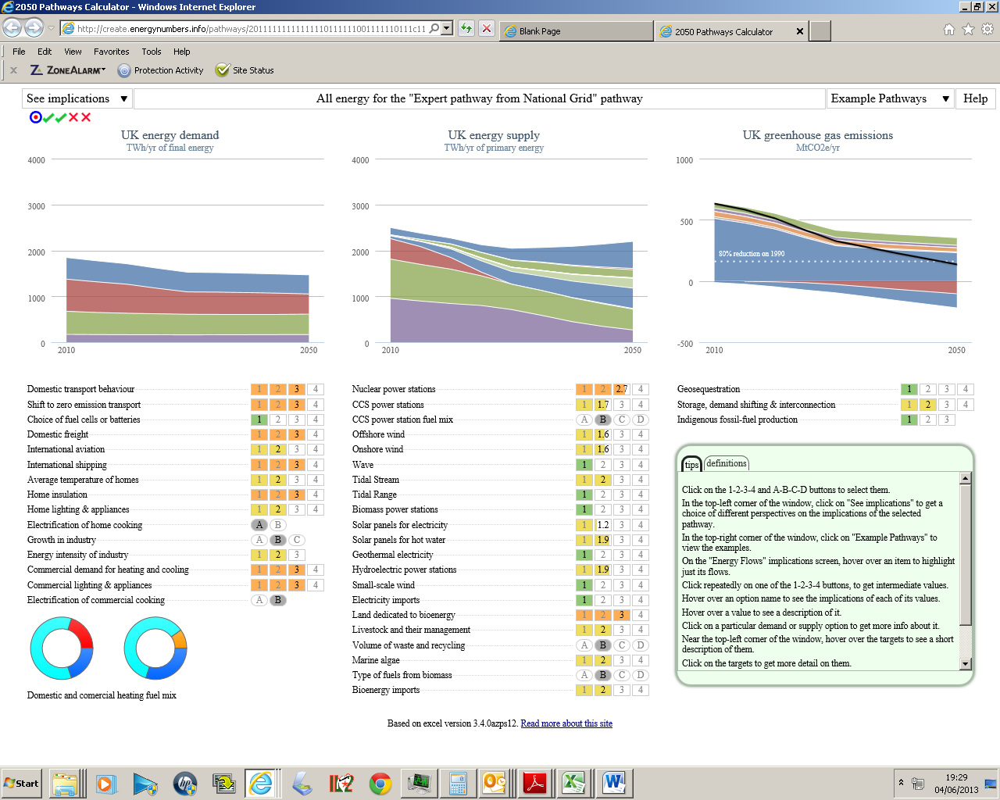 2050 Pathways Calculator - Windows Internet Explorer
http://create.energynumbers.info/pathways/
Blank Page
2050 Pathways Calculator
File Edit View Favorites Tools Help
x ZONEALARM Protection Activity Site Status
See implications All energy for the "Expert pathway from National Grid" pathway Example Pathways Help
UK energy demand
TWh/yr of final energy
4000
3000
2000
1000
0
2010 2050
UK energy supply
TWh/yr of primary energy
4000
3000
2000
1000
0
2010 2050
UK greenhouse gas emissions
MtCO2e/yr
1000
500
80% reduction on 1990
0
-500
2010 2050
Domestic transport behaviour 1 2 3 4
Shift to zero emission transport 1 2 3 4
Choice of fuel cells or batteries 1 2 3 4
Domestic freight 1 2 3 4
International aviation 1 2 3 4
International shipping 1 2 3 4
Average temperature of homes 1 2 3 4
Home insulation 1 2 3 4
Home lighting & appliances 1 2 3 4
Electrification of home cooking A B
Growth in industry A B C
Energy intensity of industry 1 2 3
Commercial demand for heating and cooling 1 2 3 4
Commercial lighting & appliances 1 2 3 4
Electrification of commercial cooking A B
Domestic and comercial heating fuel mix
Nuclear power stations 1 2 2.7 4
CCS power stations 1 1.7 3 4
CCS power station fuel mix A B C D
Offshore wind 1 1.6 3 4
Onshore wind 1 1.6 3 4
Wave 1 2 3 4
Tidal Stream 1 2 3 4
Tidal Range 1 2 3 4
Biomass power stations 1 2 3 4
Solar panels for electricity 1 1.2 3 4
Solar panels for hot water 1 1.9 3 4
Geothermal electricity 1 2 3 4
Hydroelectric power stations 1 1.9 3 4
Small-scale wind 1 2 3 4
Electricity imports 1 2 3 4
Land dedicated to bioenergy 1 2 3 4
Livestock and their management 1 2 3 4
Volume of waste and recycling A B C D
Marine algae 1 2 3 4
Type of fuels from biomass A B C D
Bioenergy imports 1 2 3 4
Geosequestration 1 2 3 4
Storage, demand shifting & interconnection 1 2 3 4
Indigenous fossil-fuel production 1 2 3
tips definitions
Click on the 1-2-3-4 and A-B-C-D buttons to select them.
In the top-left corner of the window, click on "See implications" to get a
choice of different perspectives on the implications of the selected
pathway.
In the top-right corner of the window, click on "Example Pathways" to
view the examples.
On the "Energy Flows" implications screen, hover over an item to highlight
just its flows.
Click repeatedly on one of the 1-2-3-4 buttons, to get intermediate values.
Hover over an option name to see the implications of each of its values.
Hover over a value to see a description of it.
Click on a particular demand or supply option to get more info about it.
Near the top-left corner of the window, hover over the targets to see a short
description of them.
Click on the targets to get more detail on them.
Based on excel version 3.4.0azps12. Read more about this site
Start
19:29
04/06/2013